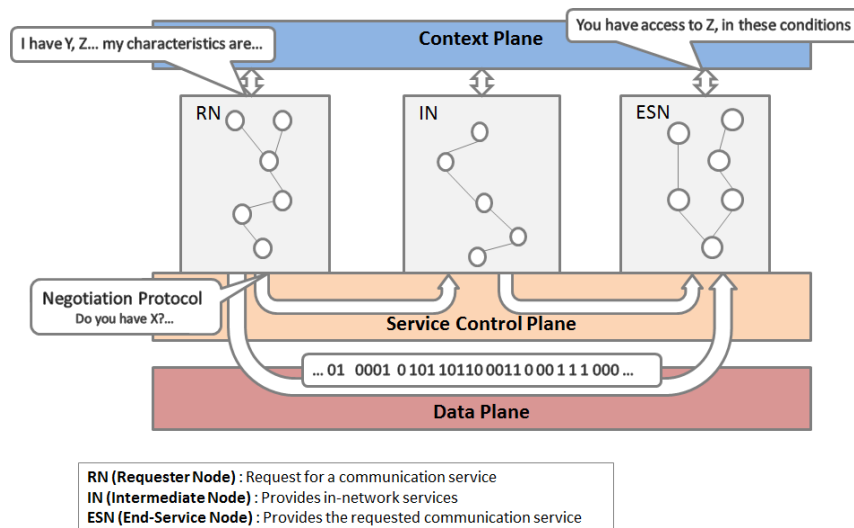 Context Plane
I have Y, Z... my characteristics are...
You have access to Z, in these conditions
RN
IN
ESN
Negotiation Protocol
Do you have X?...
Service Control Plane
... 01 0001 0 101 10110 0011 0 00 1 1 1 000 ...
Data Plane
RN (Requester Node) : Request for a communication service
IN (Intermediate Node) : Provides in-network services
ESN (End-Service Node) : Provides the requested communication service